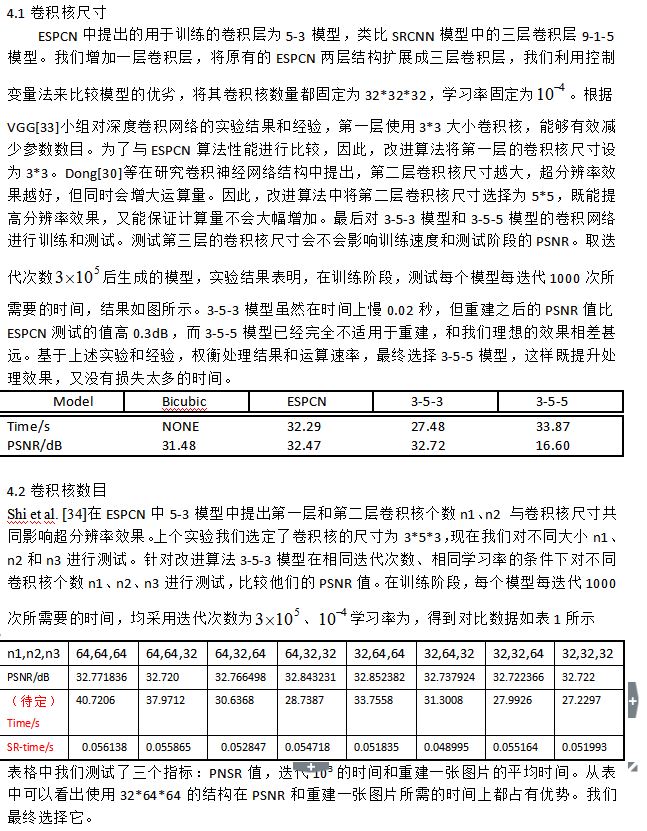 4.1 卷积核尺寸
ESPCN 中提出的用于训练的卷积层为 5-3 模型，类比 SRCNN 模型中的三层卷积层 9-1-5
模型。我们增加一层卷积层，将原有的 ESPCN 两层结构扩展成三层卷积层，我们利用控制
变量法来比较模型的优劣，将其卷积核数量都固定为 32*32*32，学习率固定为 10⁻⁴ 。根据
VGG[33]小组对深度卷积网络的实验结果和经验，第一层使用 3*3 大小卷积核，能够有效减
少参数数目。为了与 ESPCN 算法性能进行比较，因此，改进算法将第一层的卷积核尺寸设
为 3*3。Dong[30]等在研究卷积神经网络结构中提出，第二层卷积核尺寸越大，超分辨率效
果越好，但同时会增大运算量。因此，改进算法中将第二层卷积核尺寸选择为 5*5，既能提
高分辨率效果，又能保证计算量不会大幅增加。最后对 3-5-3 模型和 3-5-5 模型的卷积网络
进行训练和测试。测试第三层的卷积核尺寸会不会影响训练速度和测试阶段的 PSNR。取迭
代次数 3×10⁵ 后生成的模型，实验结果表明，在训练阶段，测试每个模型每迭代 1000 次所
需要的时间，结果如图所示。3-5-3 模型虽然在时间上慢 0.02 秒，但重建之后的 PSNR 值比
ESPCN 测试的值高 0.3dB，而 3-5-5 模型已经完全不适用于重建，和我们理想的效果相差甚
远。基于上述实验和经验，权衡处理结果和运算速率，最终选择 3-5-5 模型，这样既提升处
理效果，又没有损失太多的时间。
Model Bicubic ESPCN 3-5-3 3-5-5
Time/s NONE 32.29 27.48 33.87
PSNR/dB 31.48 32.47 32.72 16.60
4.2 卷积核数目
Shi et al. [34]在 ESPCN 中 5-3 模型中提出第一层和第二层卷积核个数 n1、n2 与卷积核尺寸共
同影响超分辨率效果。上个实验我们选定了卷积核的尺寸为 3*5*3，现在我们对不同大小 n1、
n2 和 n3 进行测试。针对改进算法 3-5-3 模型在相同迭代次数、相同学习率的条件下对不同
卷积核个数 n1、n2、n3 进行测试，比较他们的 PSNR 值。在训练阶段，每个模型每迭代 1000
次所需要的时间，均采用迭代次数为 3×10⁵ 、10⁻⁴ 学习率为，得到对比数据如表 1 所示
n1,n2,n3 64,64,64 64,64,32 64,32,64 64,32,32 32,64,64 32,64,32 32,32,64 32,32,32
PSNR/dB 32.771836 32.720 32.766498 32.843231 32.852382 32.737924 32.722366 32.722
（待定） 40.7206 37.9712 30.6368 28.7387 33.7558 31.3008 27.9926 27.2297
Time/s
SR-time/s 0.056138 0.055865 0.052847 0.054718 0.051835 0.048995 0.055164 0.051993
表格中我们测试了三个指标：PNSR 值，迭代 10³ 的时间和重建一张图片的平均时间。从表
中可以看出使用 32*64*64 的结构在 PSNR 和重建一张图片所需的时间上都占有优势。我们
最终选择它。